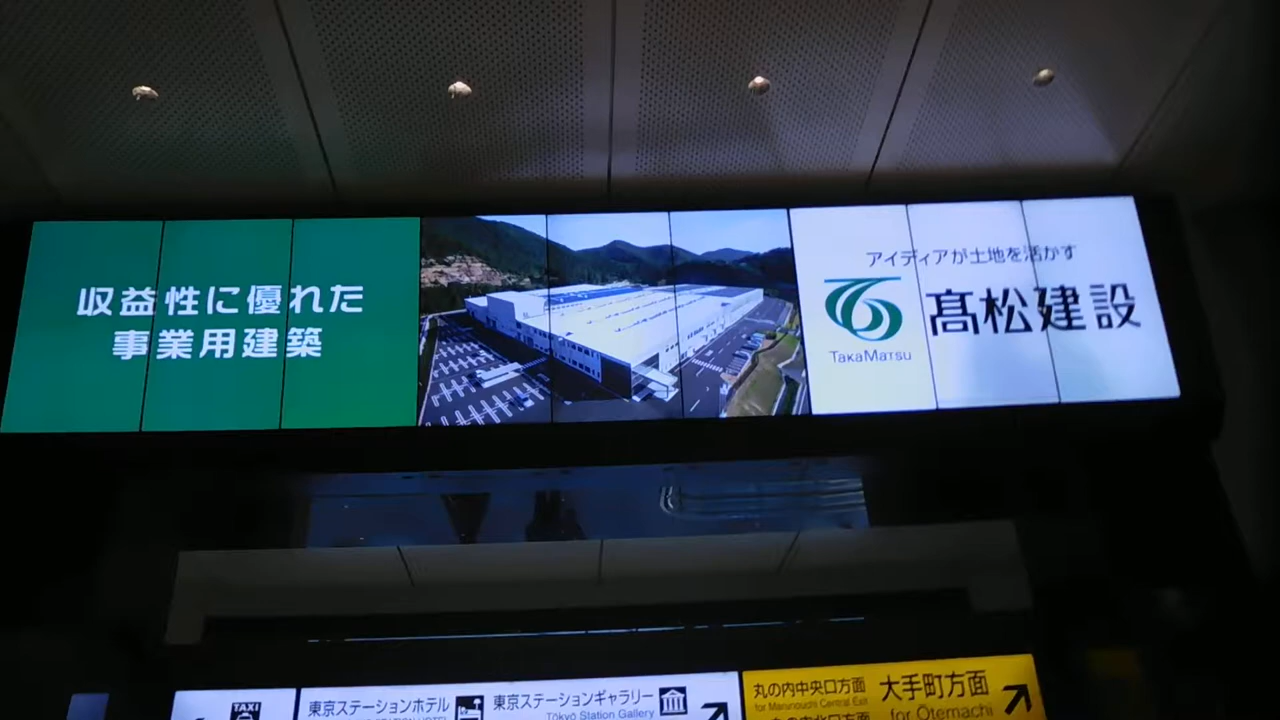 収益性に優れた
事業用建築
アイディアが土地を活かす
髙松建設
TAKAMATSU
TAXI
東京ステーションホテル
東京ステーションギャラリー
Tōkyō Station Gallery
丸の内中央口方面
for Marunouchi Central Exit
大手町方面
for Ōtemachi